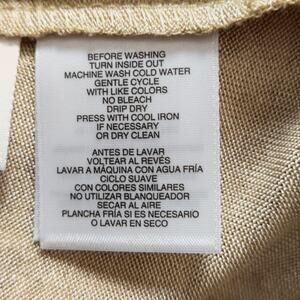 BEFORE WASHING
TURN INSIDE OUT
MACHINE WASH COLD WATER
GENTLE CYCLE
WITH LIKE COLORS
NO BLEACH
DRIP DRY
PRESS WITH COOL IRON
IF NECESSARY
OR DRY CLEAN
ANTES DE LAVAR
VOLTEAR AL REVÉS
LAVAR A MÁQUINA CON AGUA FRÍA
CICLO SUAVE
CON COLORES SIMILARES
NO UTILIZAR BLANQUEADOR
SECAR AL AIRE
PLANCHA FRÍA SI ES NECESARIO
O LAVAR EN SECO